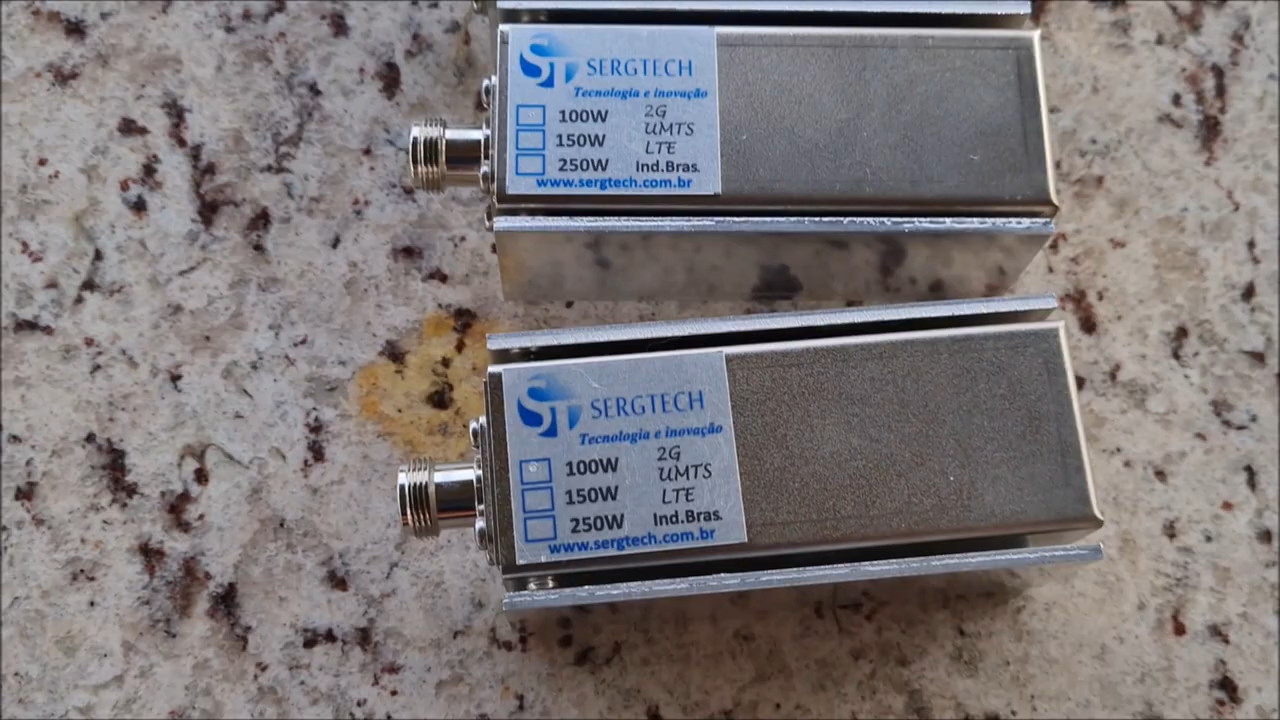 ST SERGTECH
Tecnologia e inovação
100W 2G
150W UMTS
250W LTE
Ind.Bras.
www.sergtech.com.br
ST SERGTECH
Tecnologia e inovação
100W 2G
150W UMTS
250W LTE
Ind.Bras.
www.sergtech.com.br